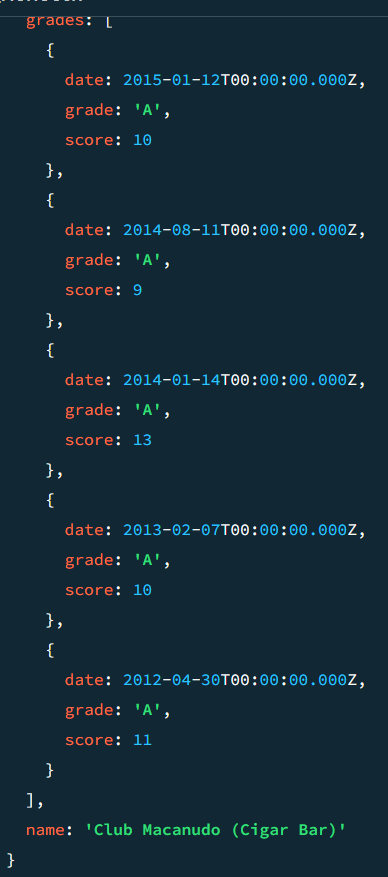 grades: [
{
date: 2015-01-12T00:00:00.000Z,
grade: 'A',
score: 10
},
{
date: 2014-08-11T00:00:00.000Z,
grade: 'A',
score: 9
},
{
date: 2014-01-14T00:00:00.000Z,
grade: 'A',
score: 13
},
{
date: 2013-02-07T00:00:00.000Z,
grade: 'A',
score: 10
},
{
date: 2012-04-30T00:00:00.000Z,
grade: 'A',
score: 11
}
],
name: 'Club Macanudo (Cigar Bar)'
}